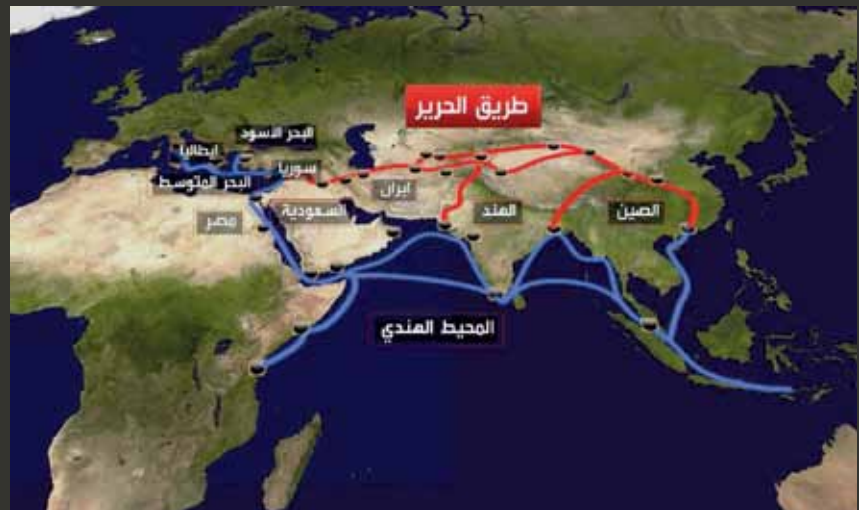 طريق الحرير
البحر الأسود
ايطاليا
سوريا
البحر المتوسط
ايران
السعودية
مصر
الهند
الصين
المحيط الهندي